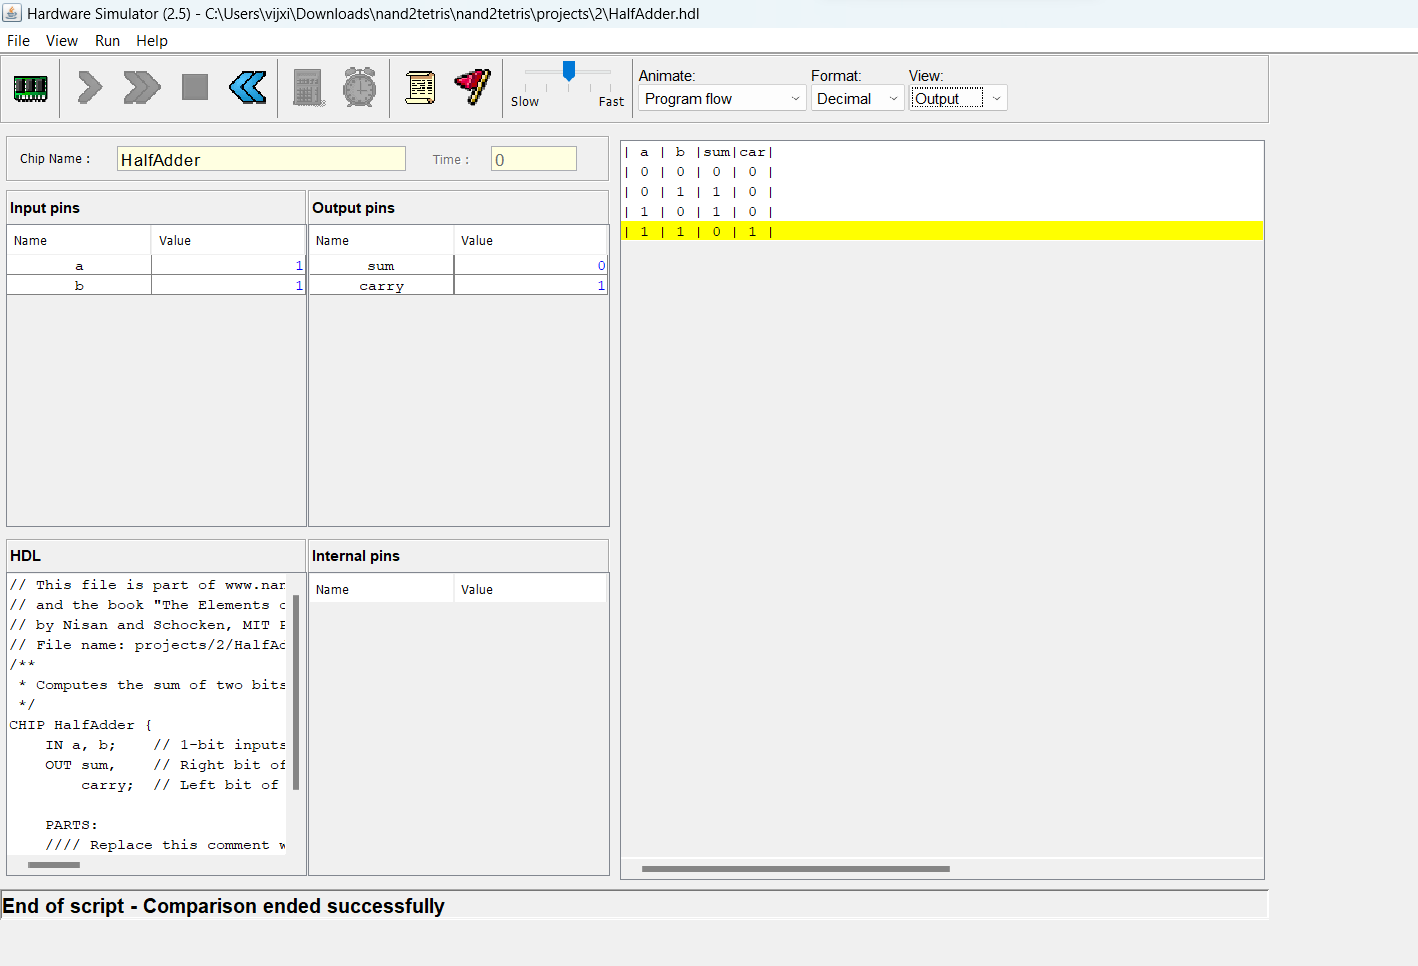 Hardware Simulator (2.5) - C:\Users\vijxi\Downloads\nand2tetris\nand2tetris\projects\2\HalfAdder.hdl
File View Run Help
Slow Fast
Animate: Format: View:
Program flow Decimal Output
Chip Name : HalfAdder Time : 0
Input pins
Name Value
a 1
b 1
Output pins
Name Value
sum 0
carry 1
HDL
// This file is part of www.nan
// and the book "The Elements o
// by Nisan and Schocken, MIT P
// File name: projects/2/HalfAd
/**
 * Computes the sum of two bits
 */
CHIP HalfAdder {
    IN a, b;    // 1-bit inputs
    OUT sum,    // Right bit of
        carry;  // Left bit of
    PARTS:
    //// Replace this comment w
Internal pins
Name Value
| a | b |sum|car|
| 0 | 0 | 0 | 0 |
| 0 | 1 | 1 | 0 |
| 1 | 0 | 1 | 0 |
| 1 | 1 | 0 | 1 |
End of script - Comparison ended successfully